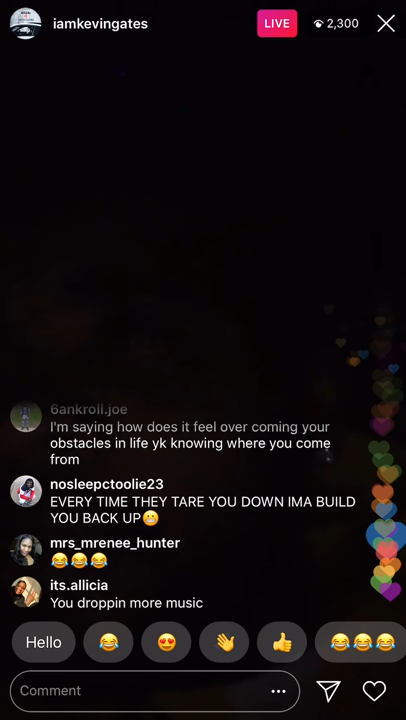 iamkevingates
LIVE
2,300
6ankroll.joe
I'm saying how does it feel over coming your
obstacles in life yk knowing where you come
from
nosleepctoolie23
EVERY TIME THEY TARE YOU DOWN IMA BUILD
YOU BACK UP😬
mrs_mrenee_hunter
😂😂😂
its.allicia
You droppin more music
Hello 😂 😍 👋 👍 😂😂😂
Comment